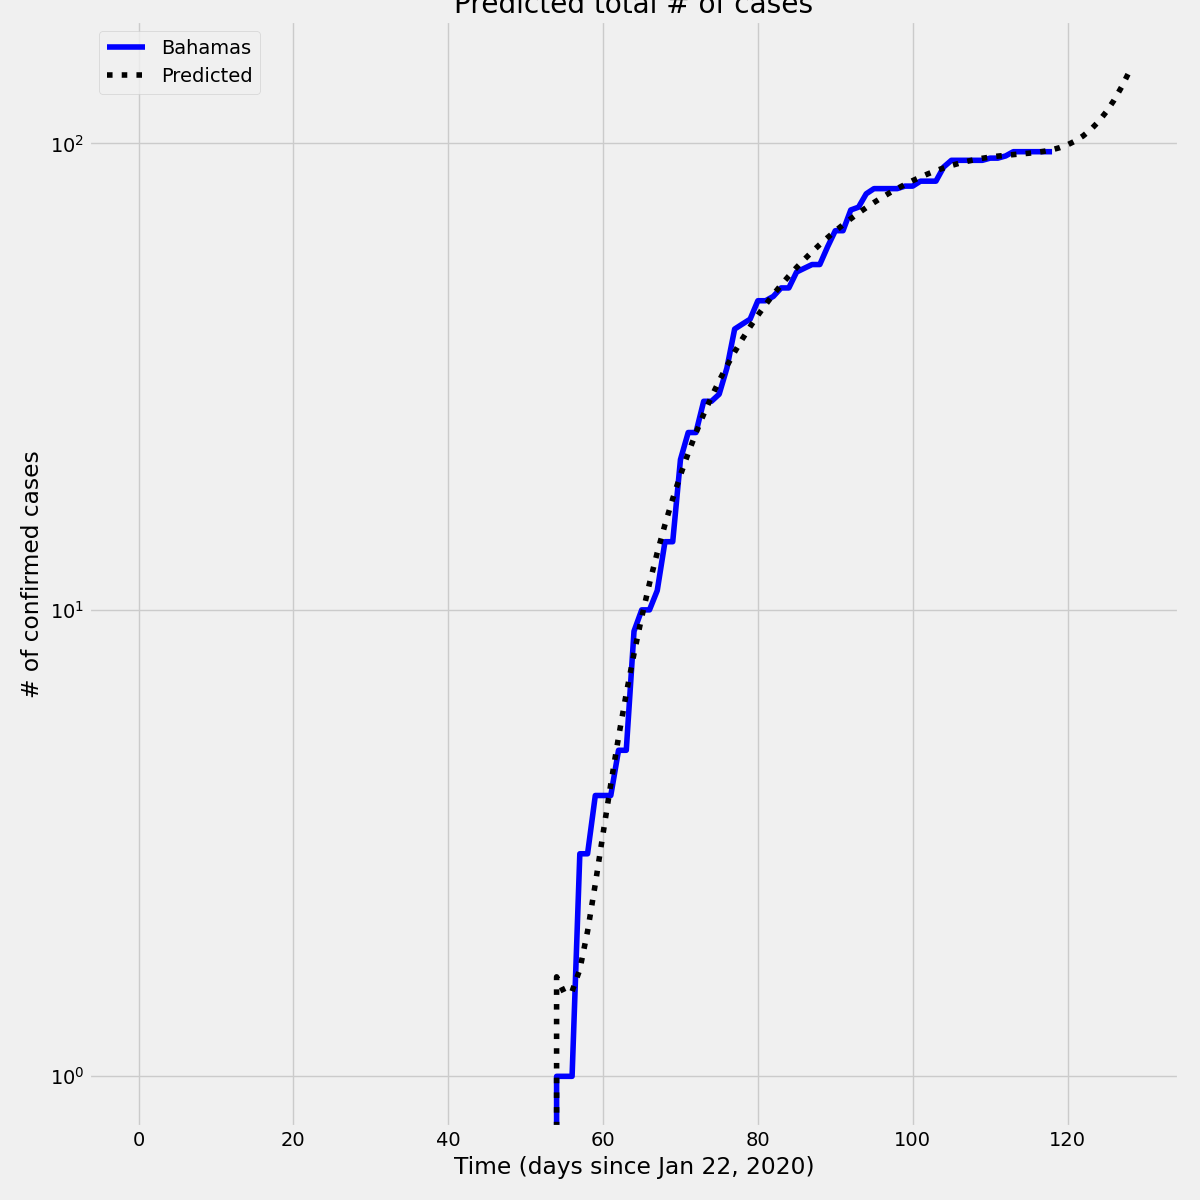 Predicted total # of cases
Bahamas
Predicted
10²
10¹
10⁰
# of confirmed cases
0 20 40 60 80 100 120
Time (days since Jan 22, 2020)